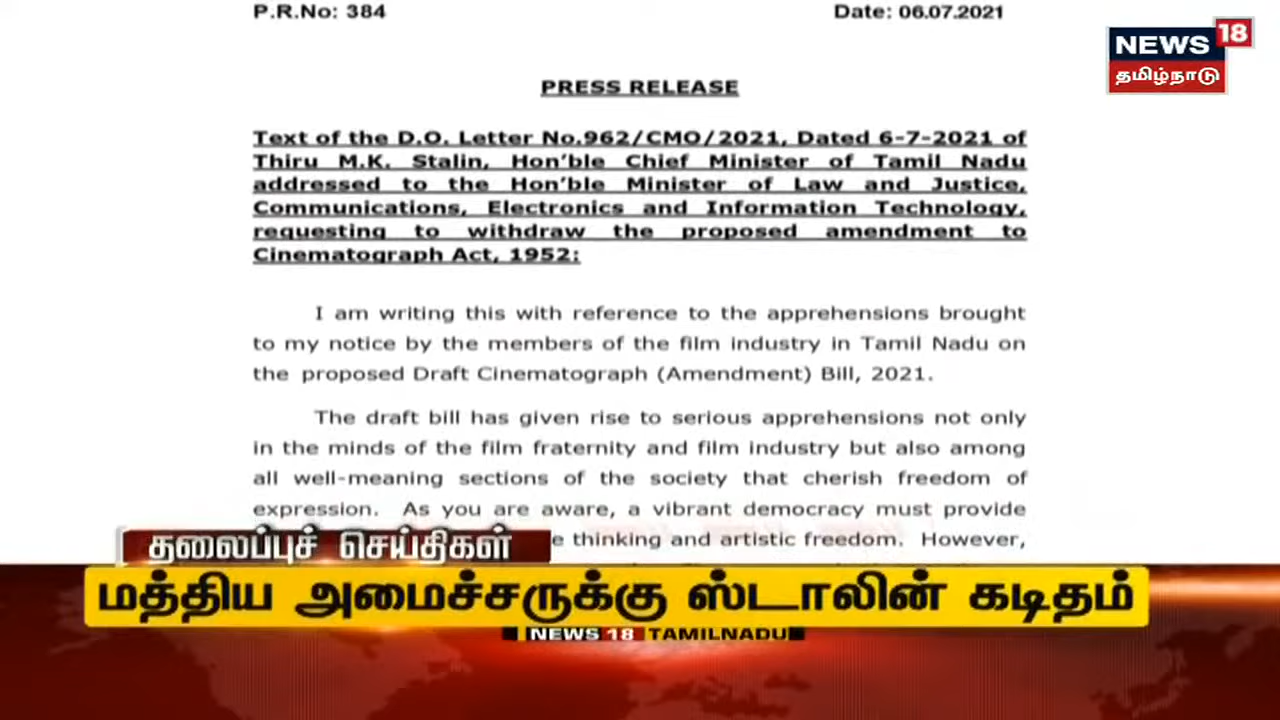 P.R.No: 384 Date: 06.07.2021
NEWS 18
தமிழ்நாடு
PRESS RELEASE
Text of the D.O. Letter No.962/CMO/2021, Dated 6-7-2021 of
Thiru M.K. Stalin, Hon'ble Chief Minister of Tamil Nadu
addressed to the Hon'ble Minister of Law and Justice,
Communications, Electronics and Information Technology,
requesting to withdraw the proposed amendment to
Cinematograph Act, 1952:
I am writing this with reference to the apprehensions brought
to my notice by the members of the film industry in Tamil Nadu on
the proposed Draft Cinematograph (Amendment) Bill, 2021.
The draft bill has given rise to serious apprehensions not only
in the minds of the film fraternity and film industry but also among
all well-meaning sections of the society that cherish freedom of
expression. As you are aware, a vibrant democracy must provide
thinking and artistic freedom. However,
தலைப்புச் செய்திகள்
மத்திய அமைச்சருக்கு ஸ்டாலின் கடிதம்
NEWS 18 TAMILNADU